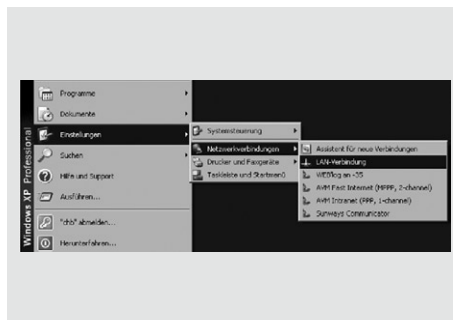 Windows XP Professional
Programme
Dokumente
Einstellungen
Suchen
Hilfe und Support
Ausführen...
"chb" abmelden...
Herunterfahren...
Systemsteuerung
Netzwerkverbindungen
Drucker und Faxgeräte
Taskleiste und Startmenü
Assistent für neue Verbindungen
LAN-Verbindung
WEB'log an -35
AVM Fast Internet (MPPP, 2-channel)
AVM Intranet (PPP, 1-channel)
Sunways Communicator